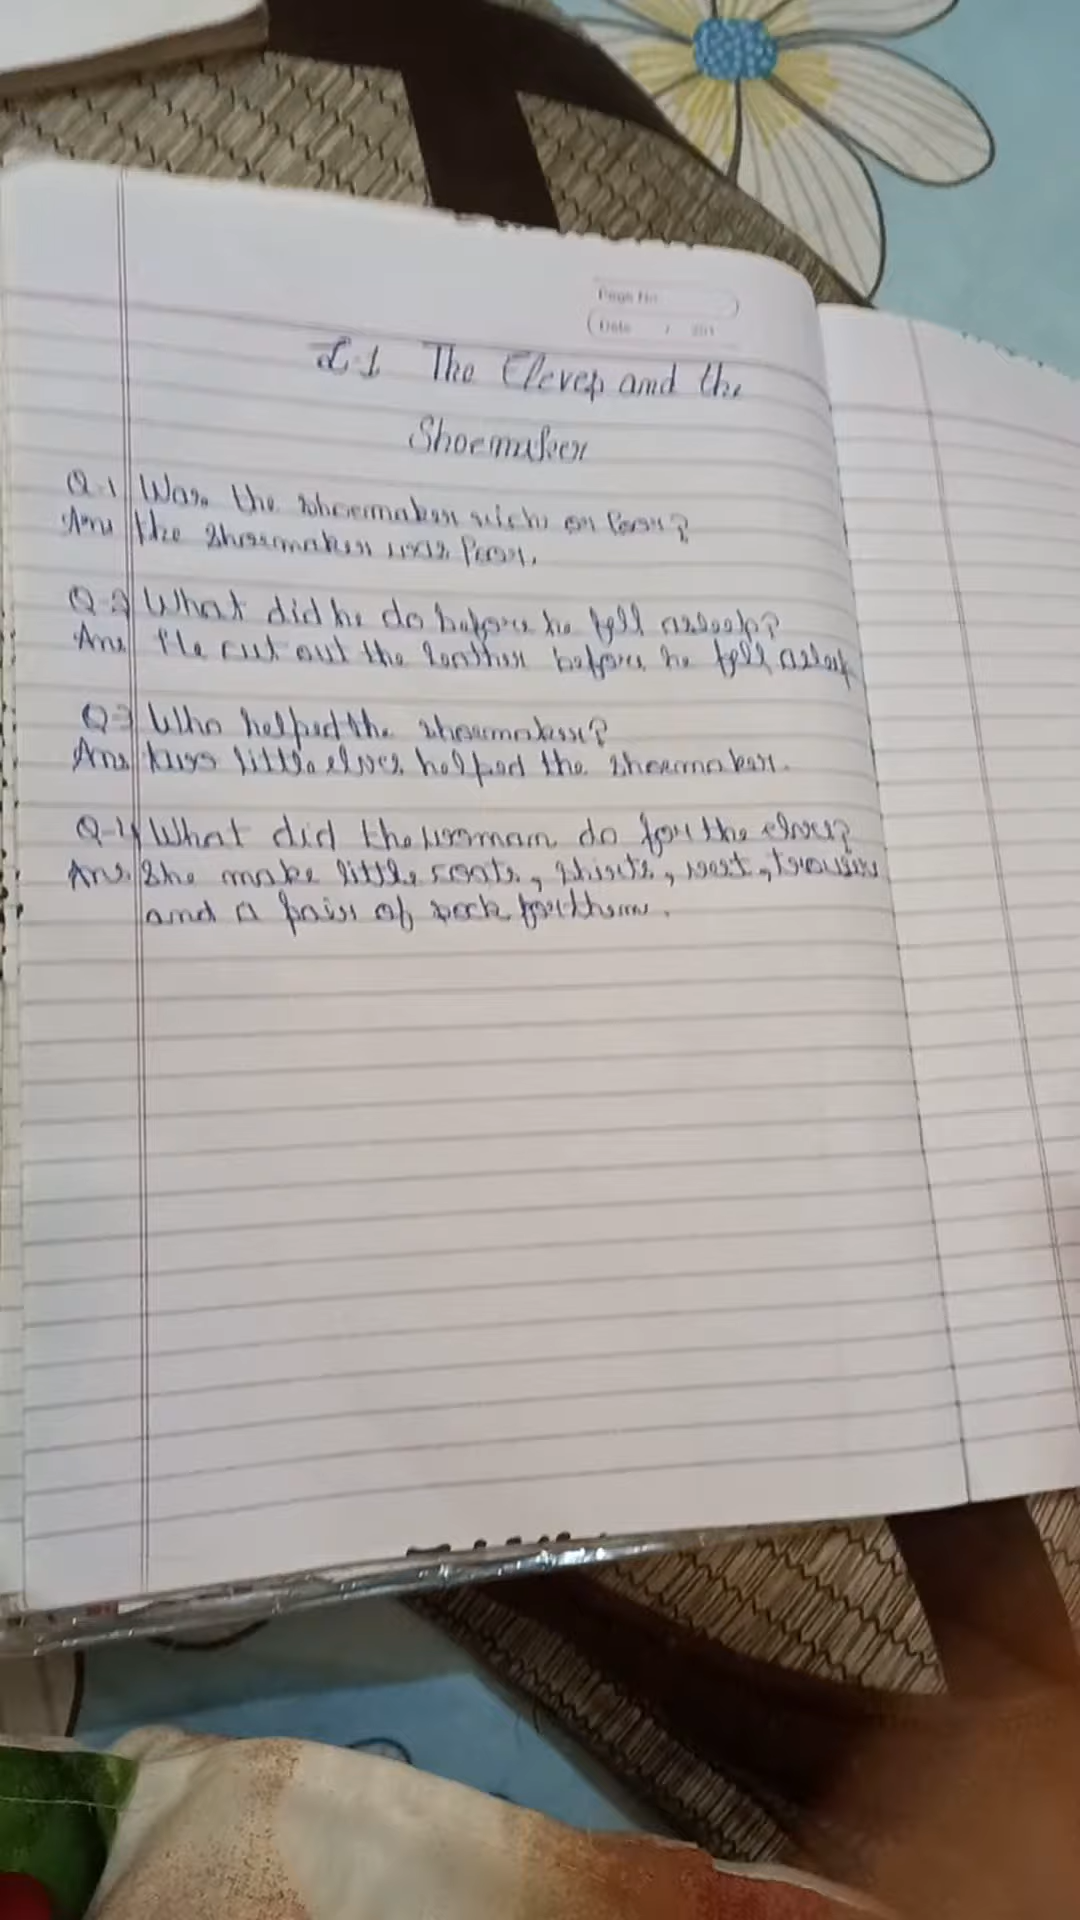 Page No.
Date / 201
L-1 The Eleves and the
Shoemaker
Q-1 Was the shoemaker rich or Poor?
Ans the Shoemaker was Poor.
Q-2 What did he do before he fell asleep?
Ans He cut out the leather before he fell asleep
Q-3 Who helped the shoemaker?
Ans two little elves helped the shoemaker.
Q-4 What did the woman do for the elves?
Ans. She make little coats, shirts, vest, trousers
and a pair of sock for them.